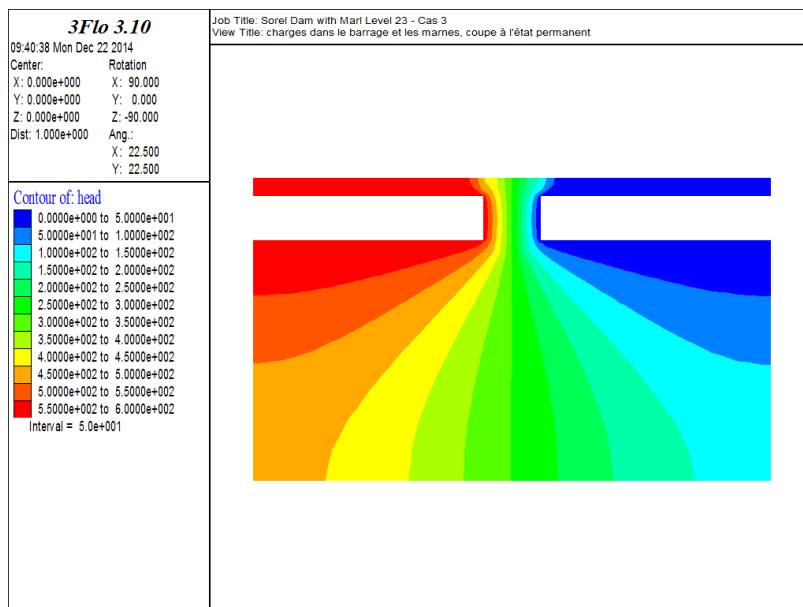 3Flo 3.10
09:40:38 Mon Dec 22 2014
Center: Rotation
X: 0.000e+000 X: 90.000
Y: 0.000e+000 Y: 0.000
Z: 0.000e+000 Z: -90.000
Dist: 1.000e+000 Ang.:
X: 22.500
Y: 22.500
Job Title: Sorel Dam with Marl Level 23 - Cas 3
View Title: charges dans le barrage et les marnes, coupe à l'état permanent
Contour of: head
0.0000e+000 to 5.0000e+001
5.0000e+001 to 1.0000e+002
1.0000e+002 to 1.5000e+002
1.5000e+002 to 2.0000e+002
2.0000e+002 to 2.5000e+002
2.5000e+002 to 3.0000e+002
3.0000e+002 to 3.5000e+002
3.5000e+002 to 4.0000e+002
4.0000e+002 to 4.5000e+002
4.5000e+002 to 5.0000e+002
5.0000e+002 to 5.5000e+002
5.5000e+002 to 6.0000e+002
Interval = 5.0e+001